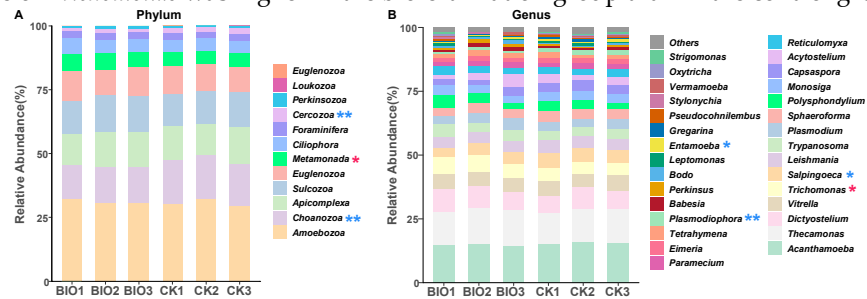 A
Phylum
Relative Abundance(%)
100
75
50
25
0
BIO1 BIO2 BIO3 CK1 CK2 CK3
Euglenozoa
Loukozoa
Perkinsozoa
Cercozoa **
Foraminifera
Ciliophora
Metamonada *
Euglenozoa
Sulcozoa
Apicomplexa
Choanozoa **
Amoebozoa
B
Genus
Relative Abundance(%)
100
75
50
25
0
BIO1 BIO2 BIO3 CK1 CK2 CK3
Others
Strigomonas
Oxytricha
Vermamoeba
Stylonychia
Pseudocohnilembus
Gregarina
Entamoeba *
Leptomonas
Bodo
Perkinsus
Babesia
Plasmodiophora **
Tetrahymena
Eimeria
Paramecium
Reticulomyxa
Acytostelium
Capsaspora
Monosiga
Polysphondylium
Sphaeroforma
Plasmodium
Trypanosoma
Leishmania
Salpingoeca *
Trichomonas *
Vitrella
Dictyostelium
Thecamonas
Acanthamoeba